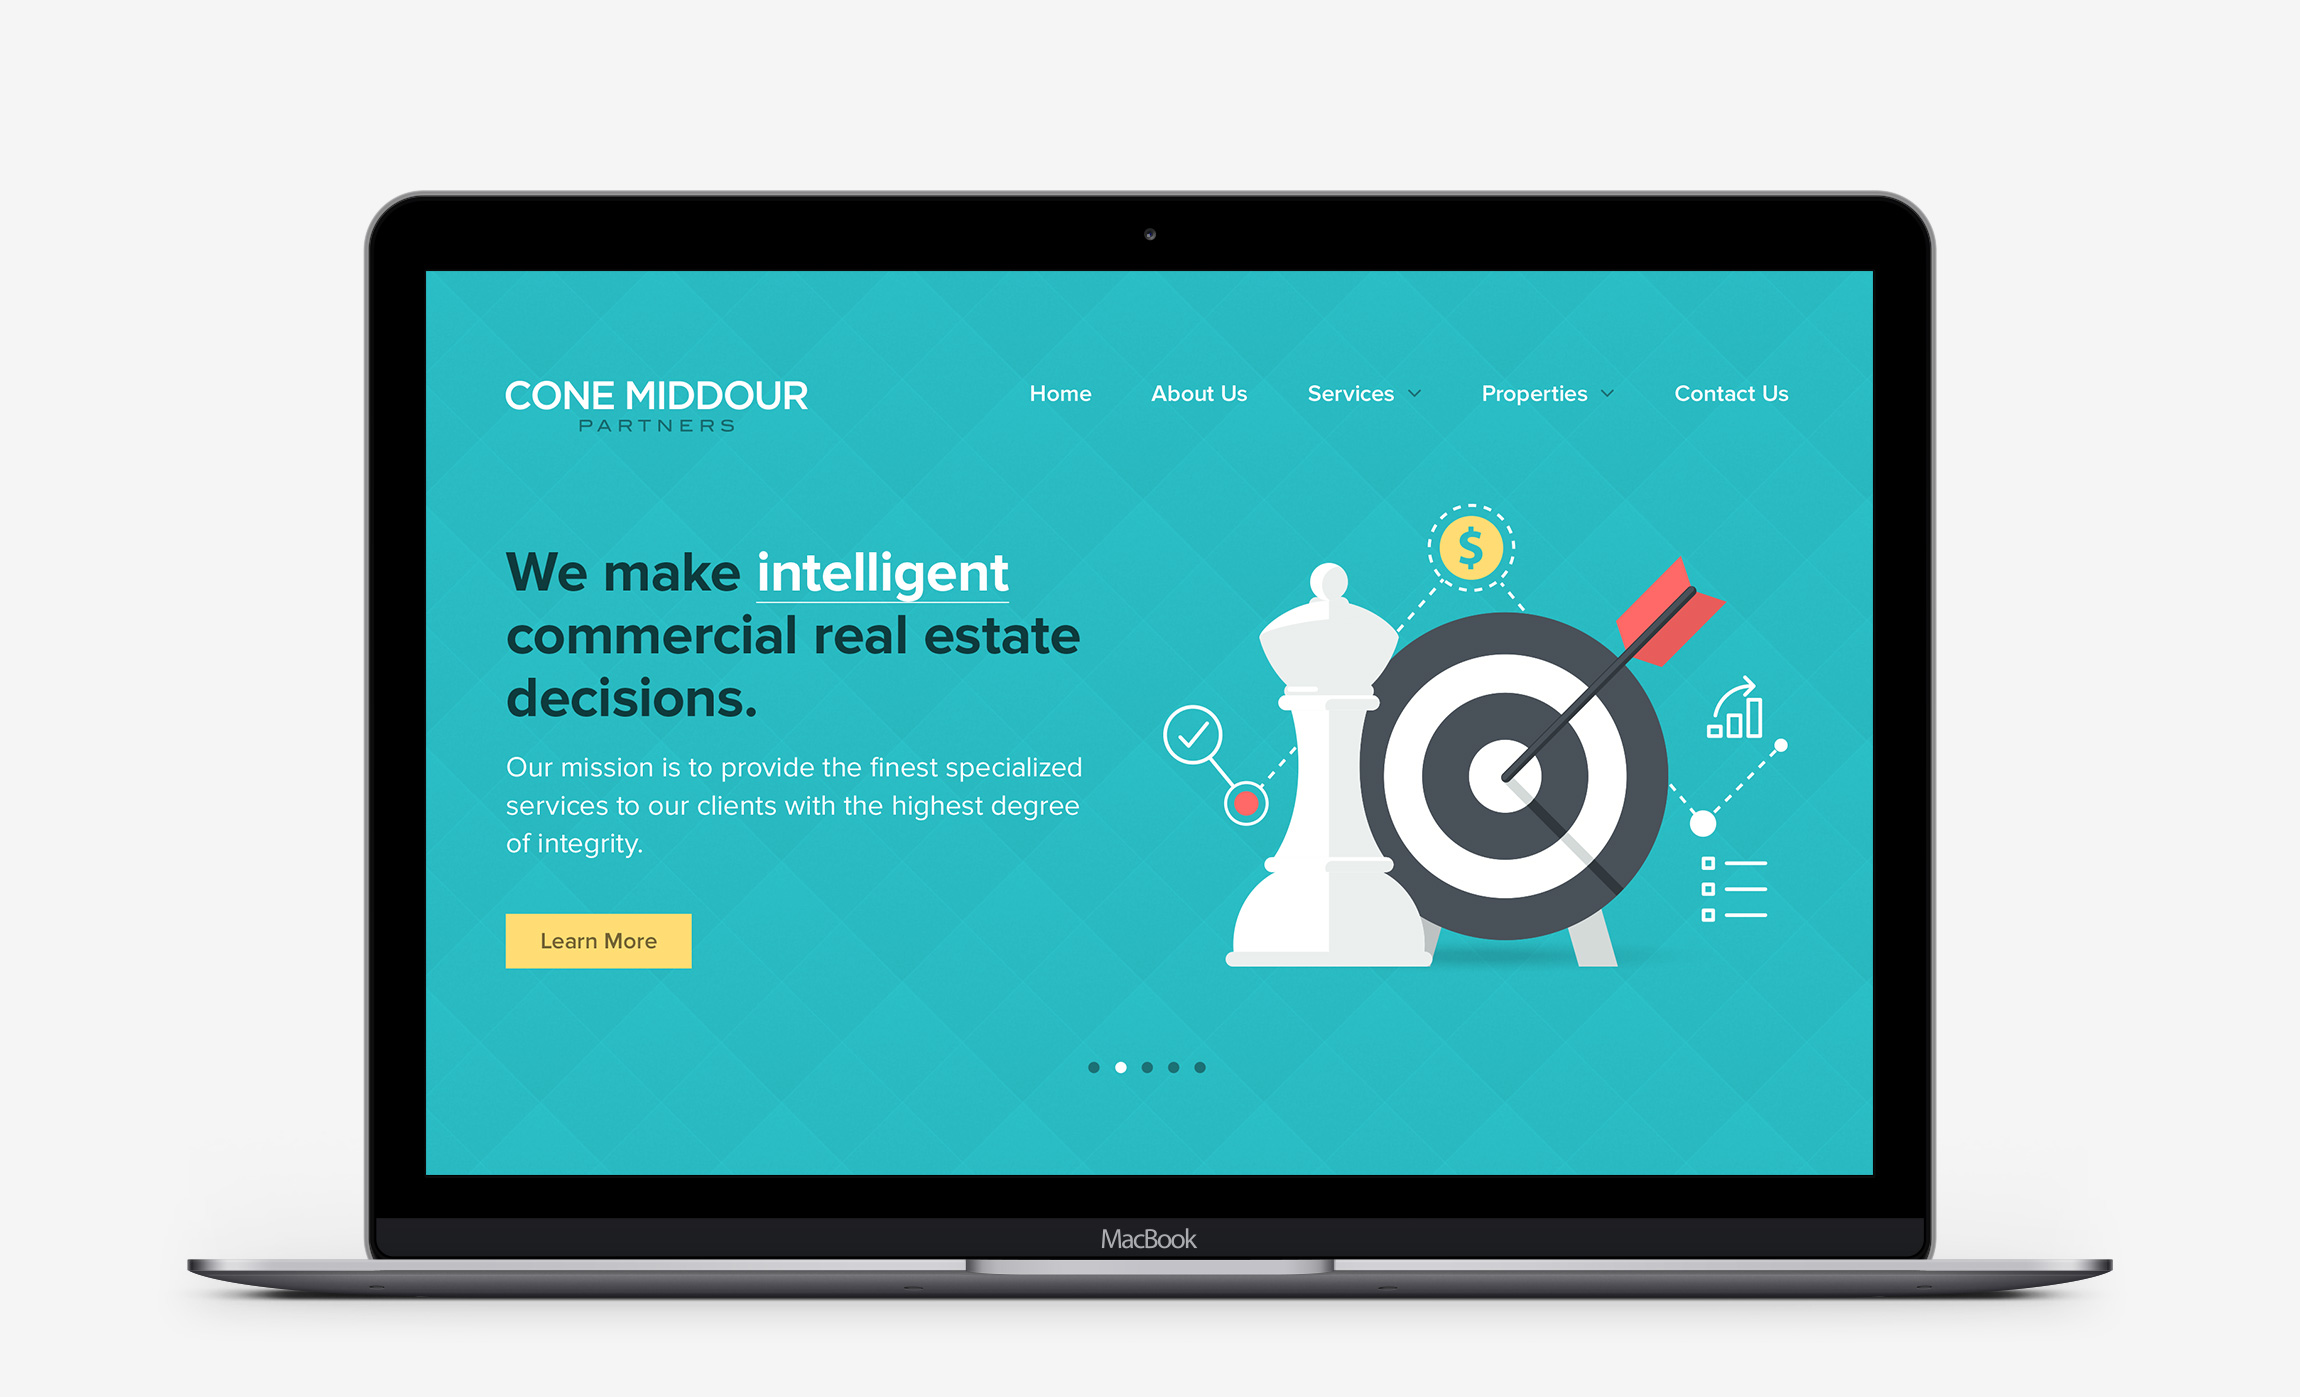 CONE MIDDOUR
PARTNERS
Home About Us Services Properties Contact Us
We make intelligent
commercial real estate
decisions.
Our mission is to provide the finest specialized
services to our clients with the highest degree
of integrity.
Learn More
$
MacBook